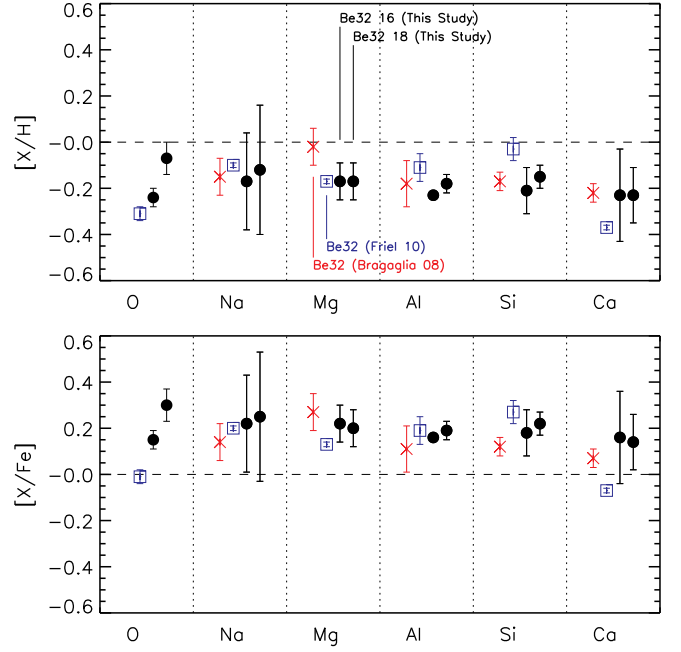 0.6
Be32 16 (This Study)
Be32 18 (This Study)
0.4
0.2
[X/H]
−0.0
−0.2
−0.4
Be32 (Friel 10)
Be32 (Bragaglia 08)
−0.6
O Na Mg Al Si Ca
0.6
0.4
0.2
[X/Fe]
−0.0
−0.2
−0.4
−0.6
O Na Mg Al Si Ca